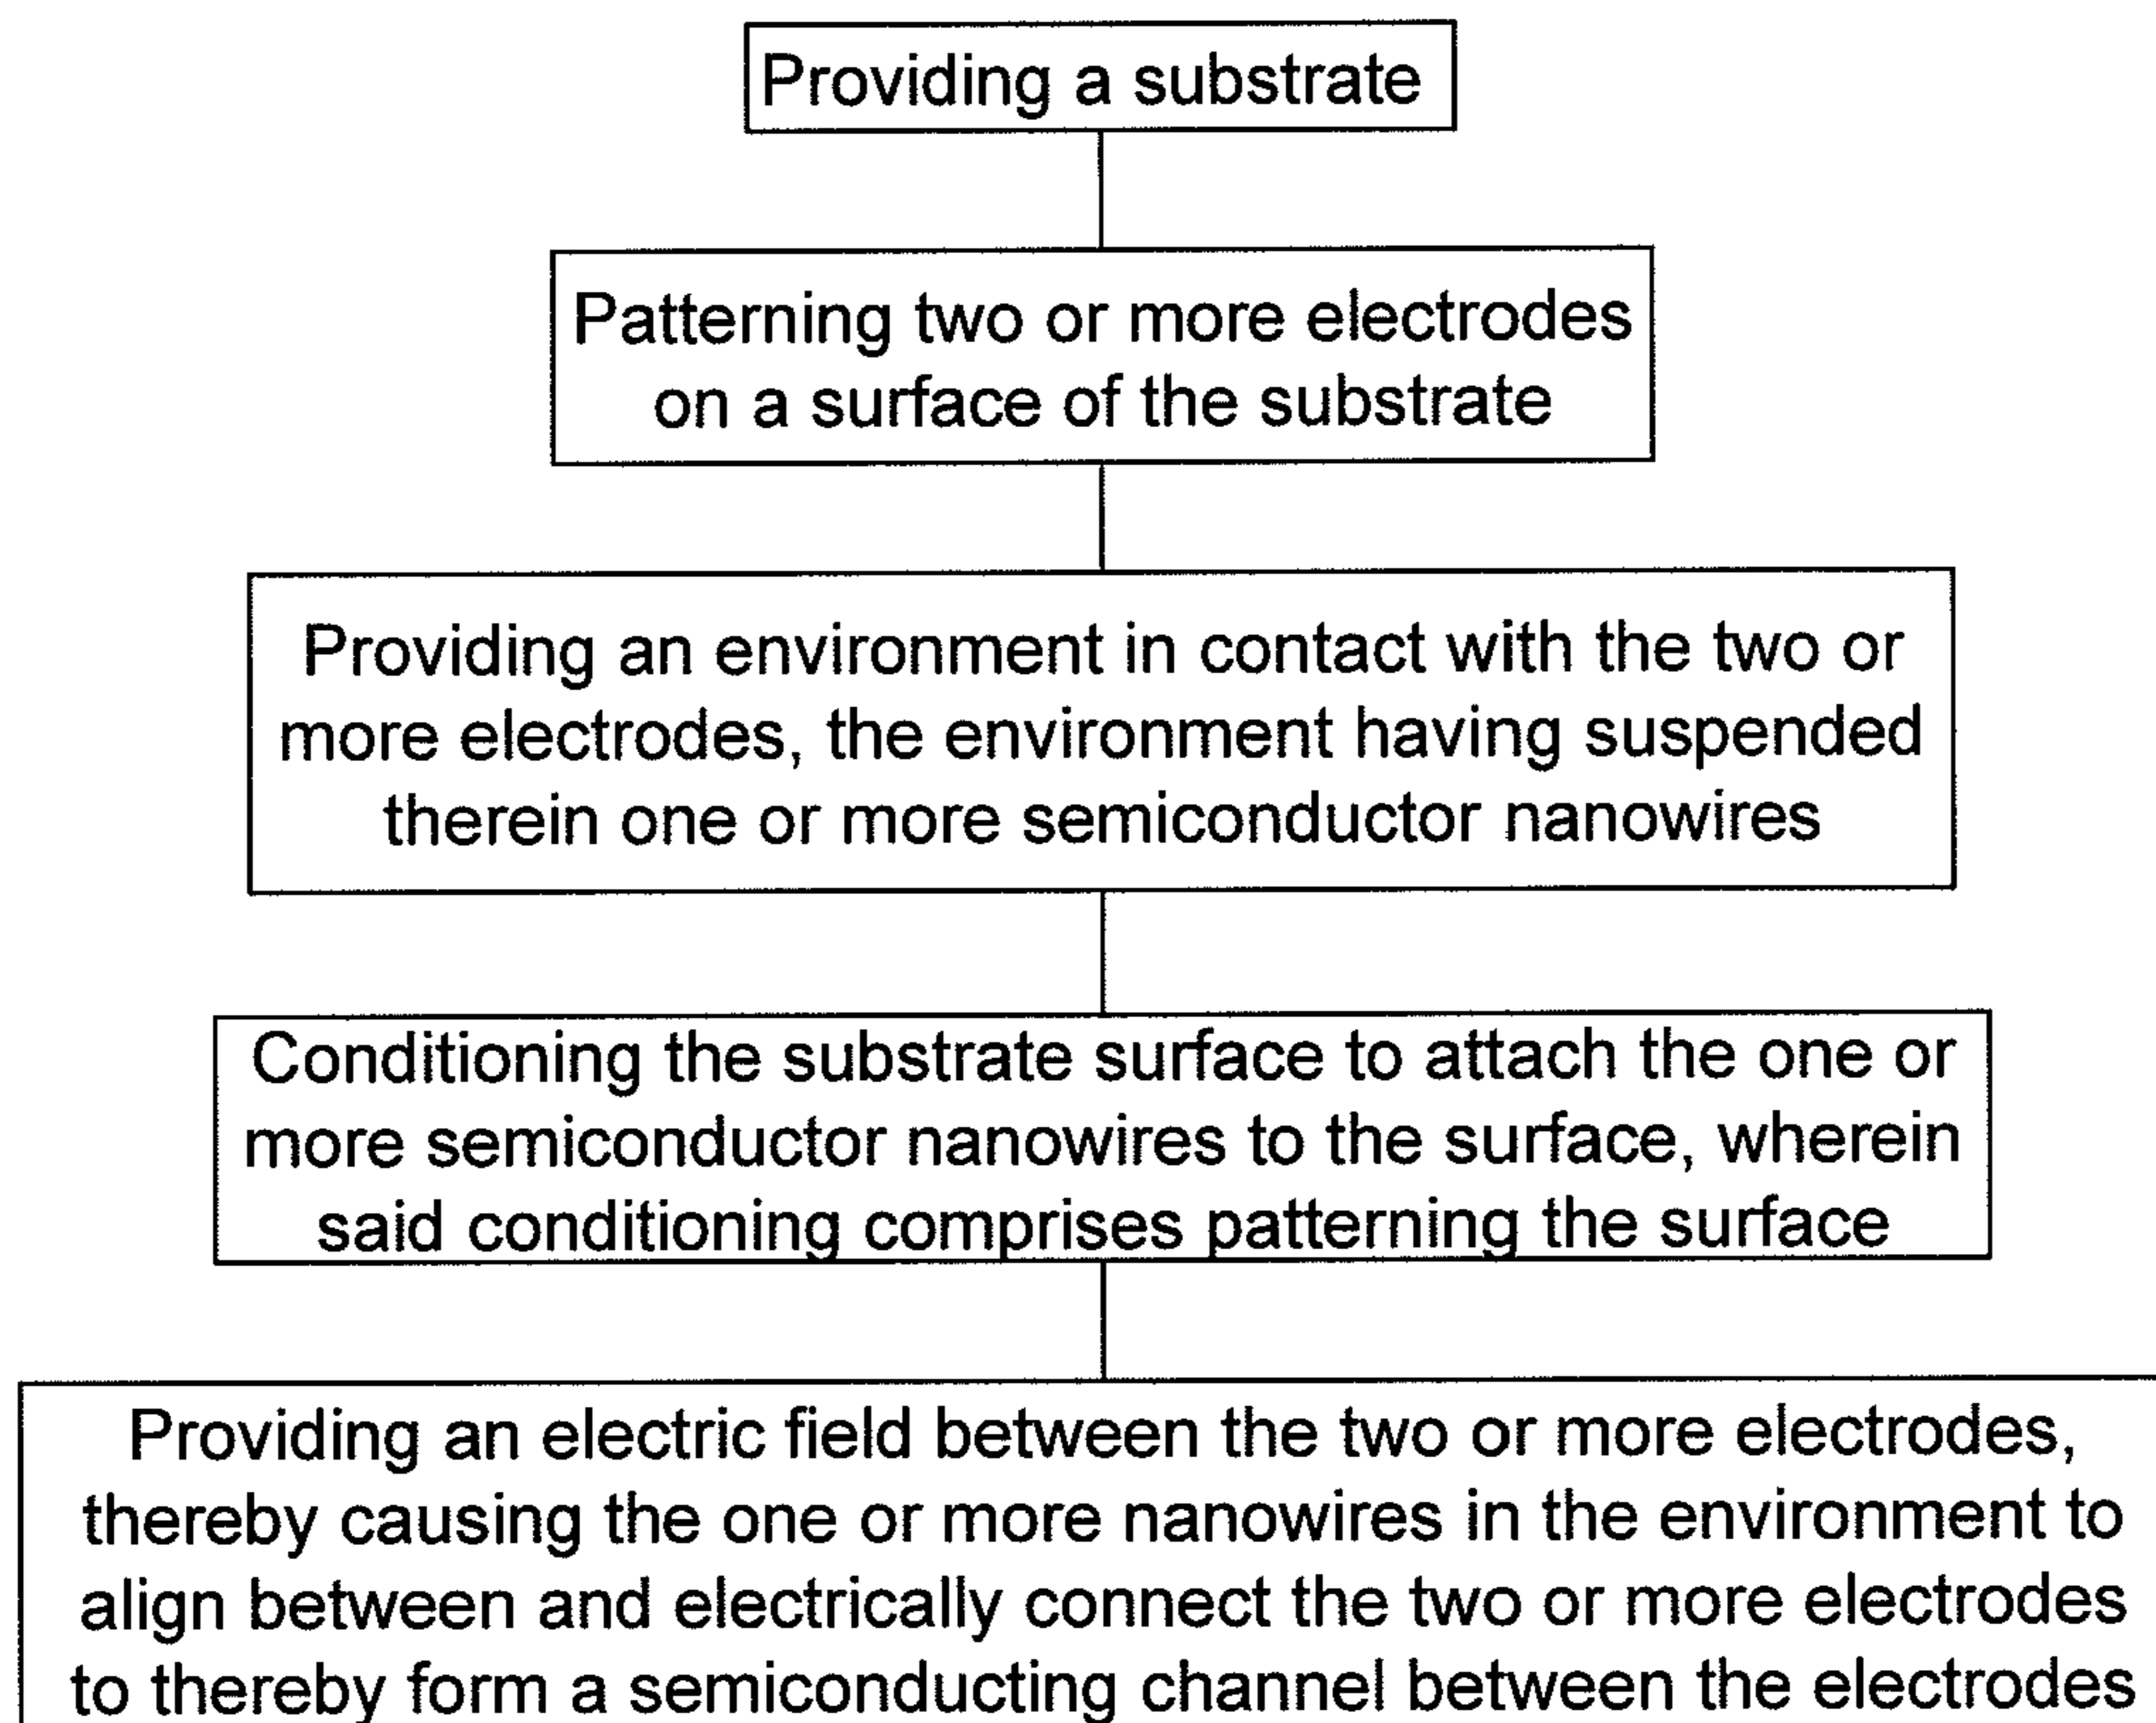 Providing a substrate
Patterning two or more electrodes
on a surface of the substrate
Providing an environment in contact with the two or
more electrodes, the environment having suspended
therein one or more semiconductor nanowires
Conditioning the substrate surface to attach the one or
more semiconductor nanowires to the surface, wherein
said conditioning comprises patterning the surface
Providing an electric field between the two or more electrodes,
thereby causing the one or more nanowires in the environment to
align between and electrically connect the two or more electrodes
to thereby form a semiconducting channel between the electrodes